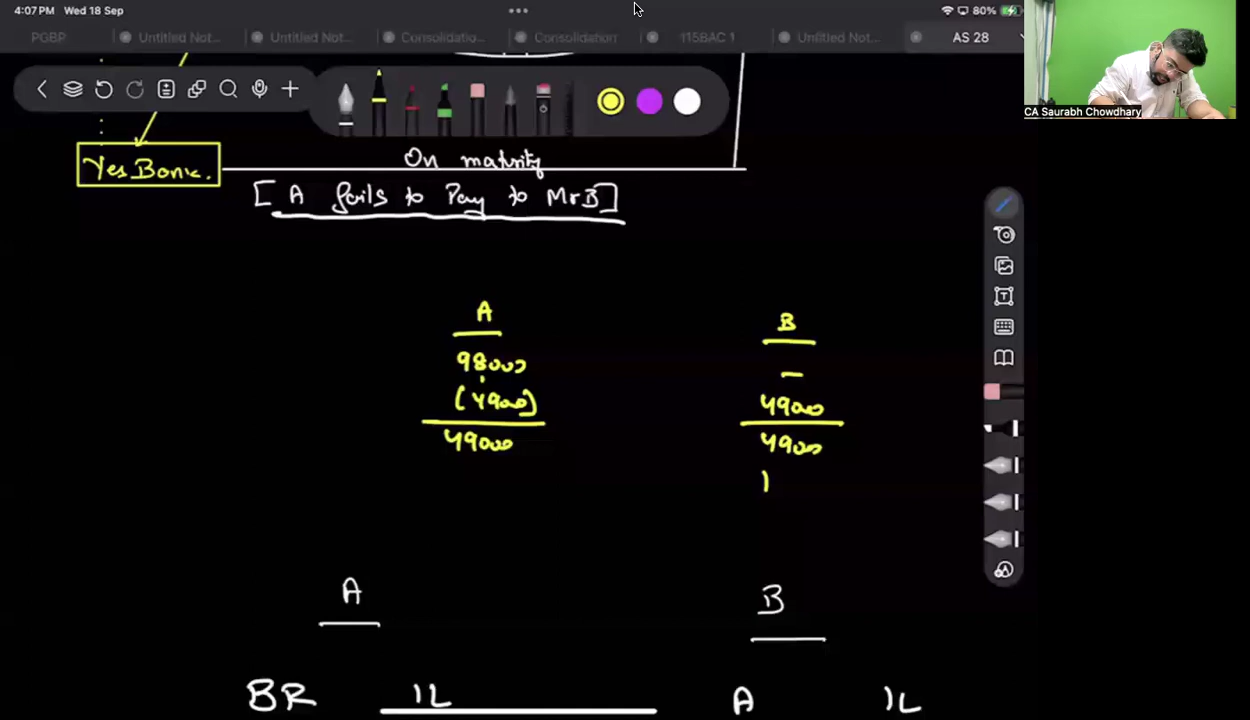 4:07 PM Wed 18 Sep
80%
PGBP
Untitled Not...
Untitled Not...
Consolidatio...
Consolidation
115BAC 1
Untitled Not...
AS 28
CA Saurabh Chowdhary
On maturity
Yes Bank.
[ A fails to Pay to Mr B ]
A
B
98000
—
(49000)
49000
49000
49000
1
A
B
BR
1L
A
1L